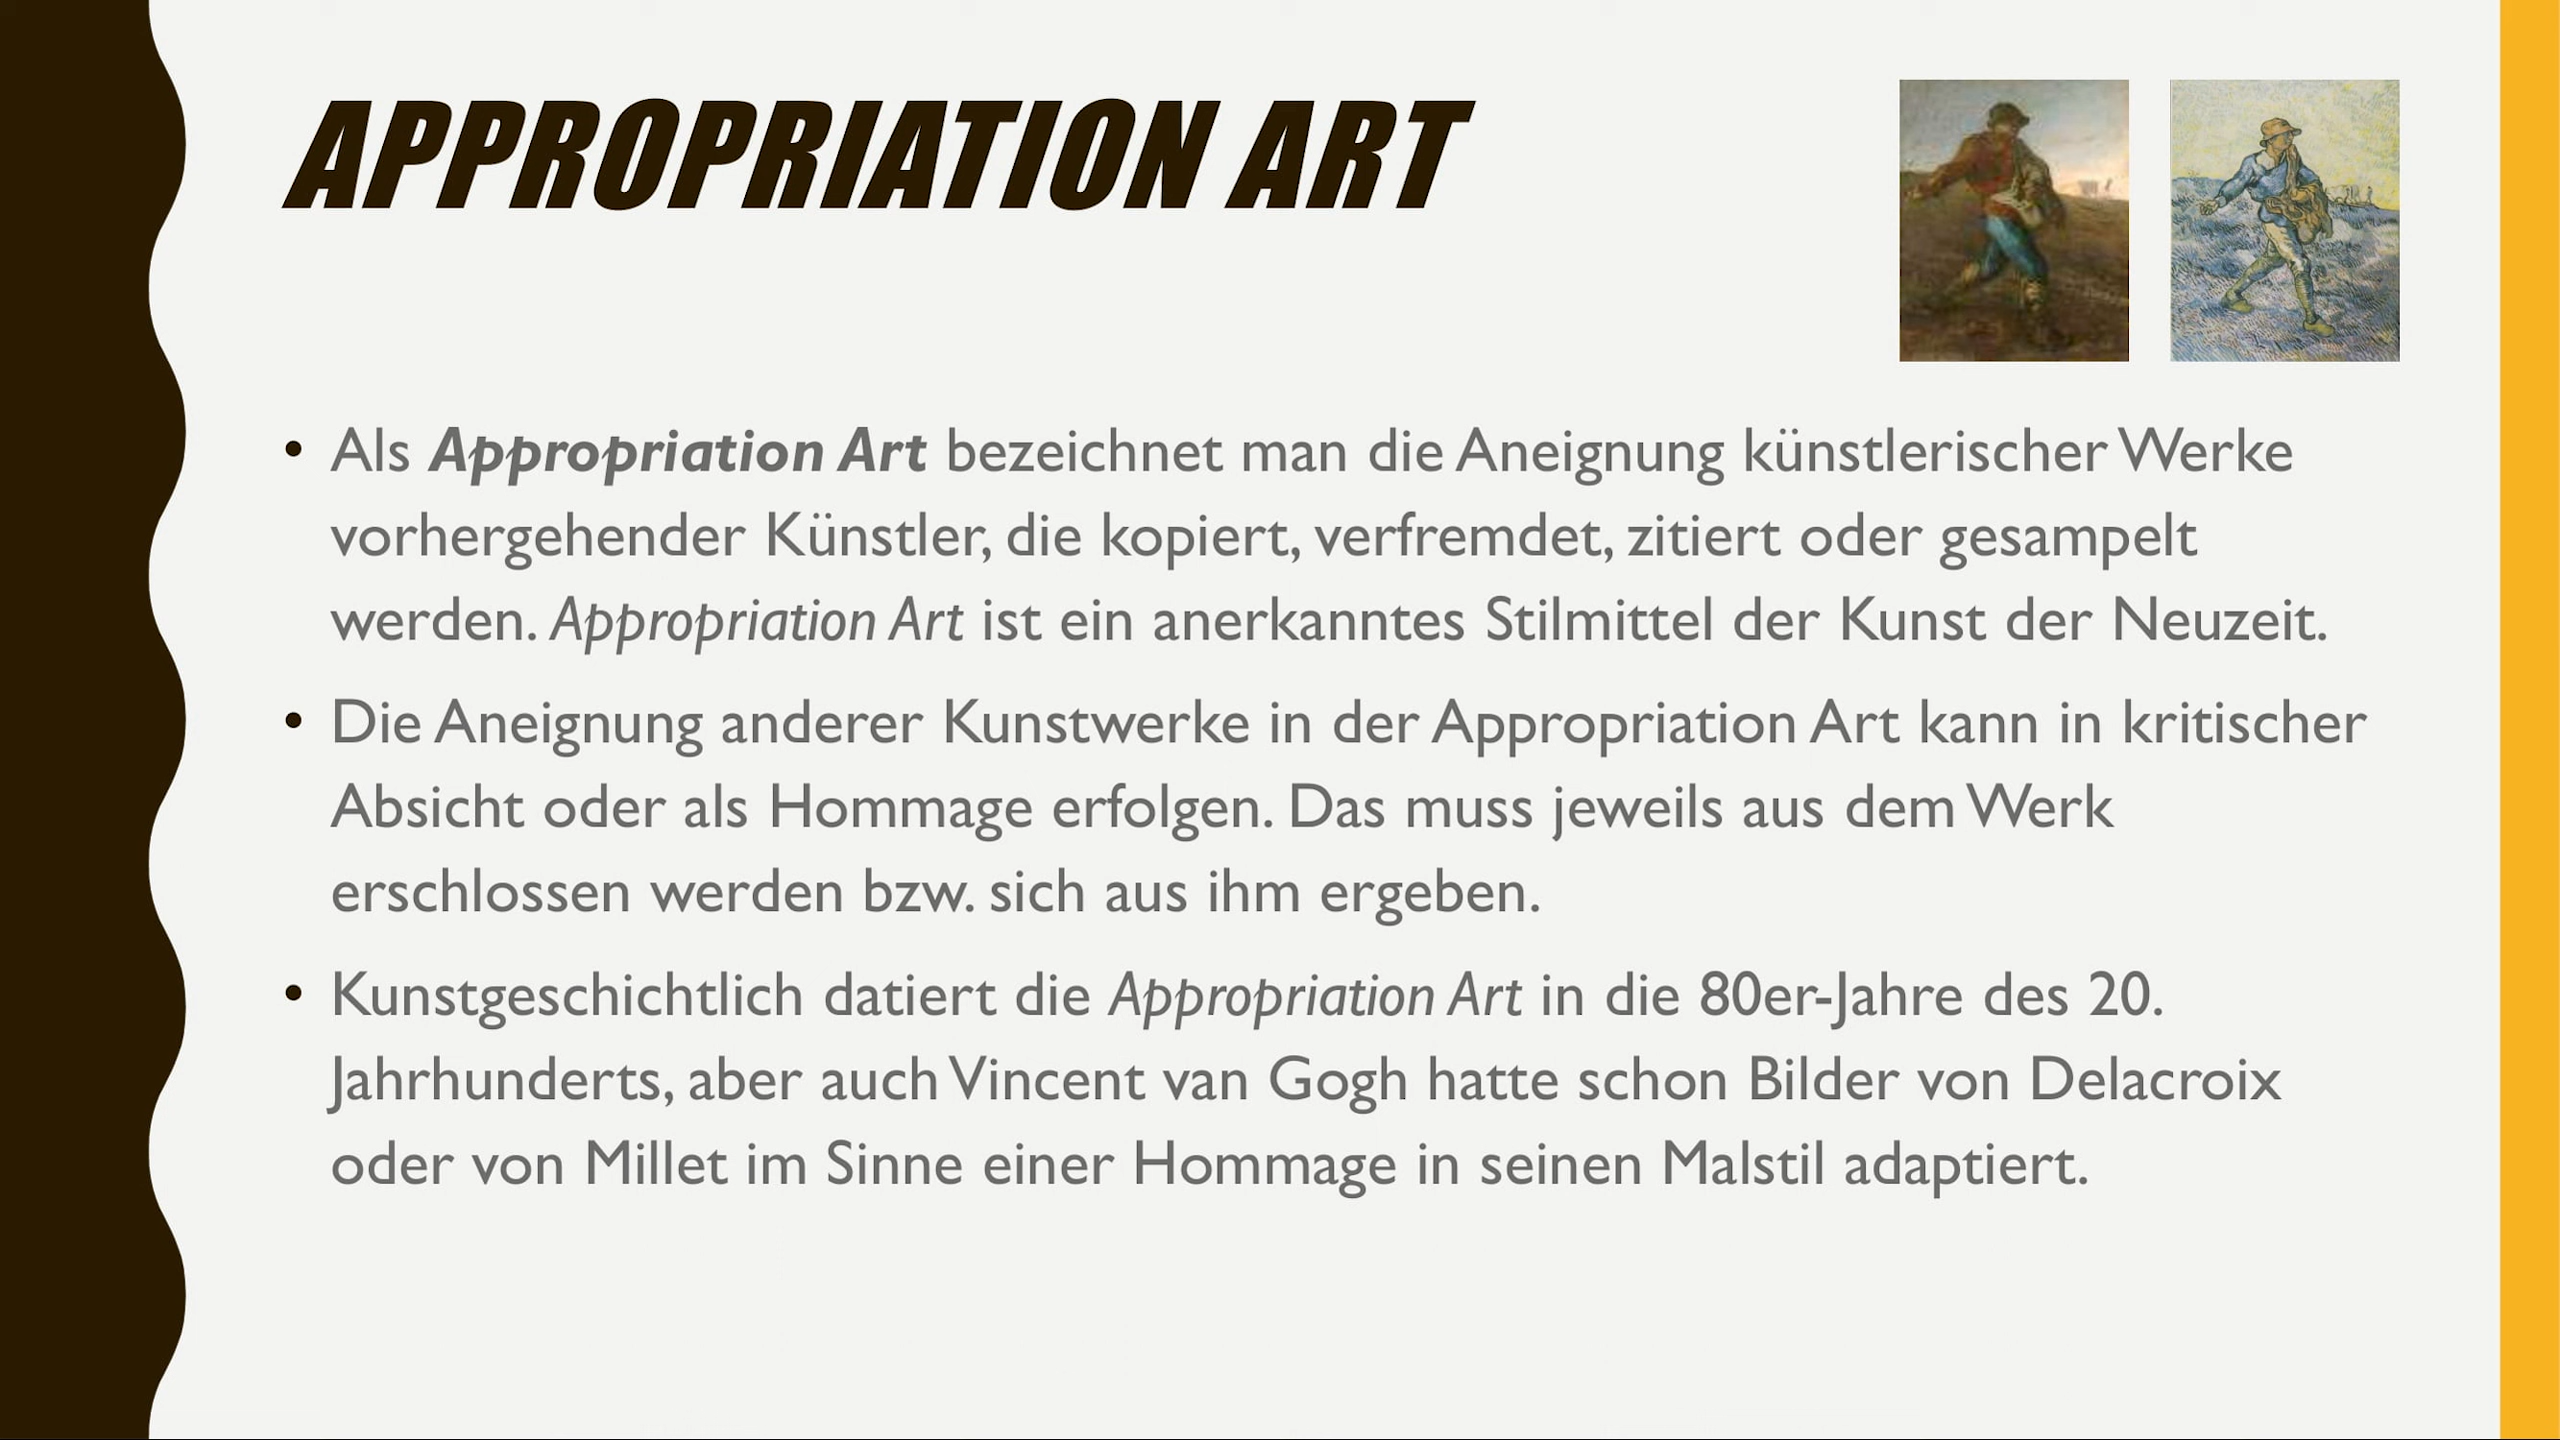 APPROPRIATION ART
• Als Appropriation Art bezeichnet man die Aneignung künstlerischer Werke
vorhergehender Künstler, die kopiert, verfremdet, zitiert oder gesampelt
werden. Appropriation Art ist ein anerkanntes Stilmittel der Kunst der Neuzeit.
• Die Aneignung anderer Kunstwerke in der Appropriation Art kann in kritischer
Absicht oder als Hommage erfolgen. Das muss jeweils aus dem Werk
erschlossen werden bzw. sich aus ihm ergeben.
• Kunstgeschichtlich datiert die Appropriation Art in die 80er-Jahre des 20.
Jahrhunderts, aber auch Vincent van Gogh hatte schon Bilder von Delacroix
oder von Millet im Sinne einer Hommage in seinen Malstil adaptiert.